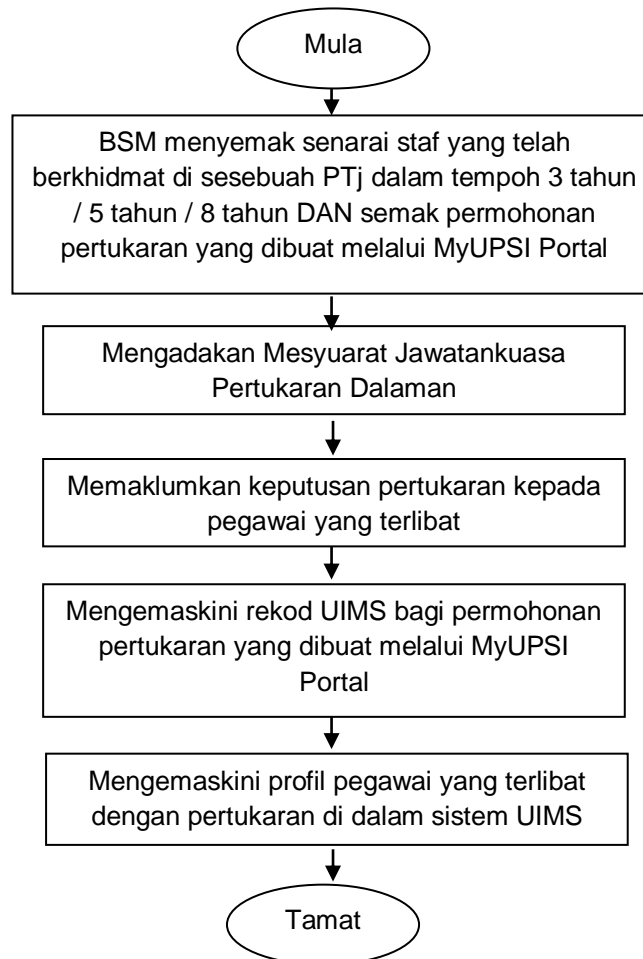 Mula
BSM menyemak senarai staf yang telah
berkhidmat di sesebuah PTj dalam tempoh 3 tahun
/ 5 tahun / 8 tahun DAN semak permohonan
pertukaran yang dibuat melalui MyUPSI Portal
Mengadakan Mesyuarat Jawatankuasa
Pertukaran Dalaman
Memaklumkan keputusan pertukaran kepada
pegawai yang terlibat
Mengemaskini rekod UIMS bagi permohonan
pertukaran yang dibuat melalui MyUPSI
Portal
Mengemaskini profil pegawai yang terlibat
dengan pertukaran di dalam sistem UIMS
Tamat